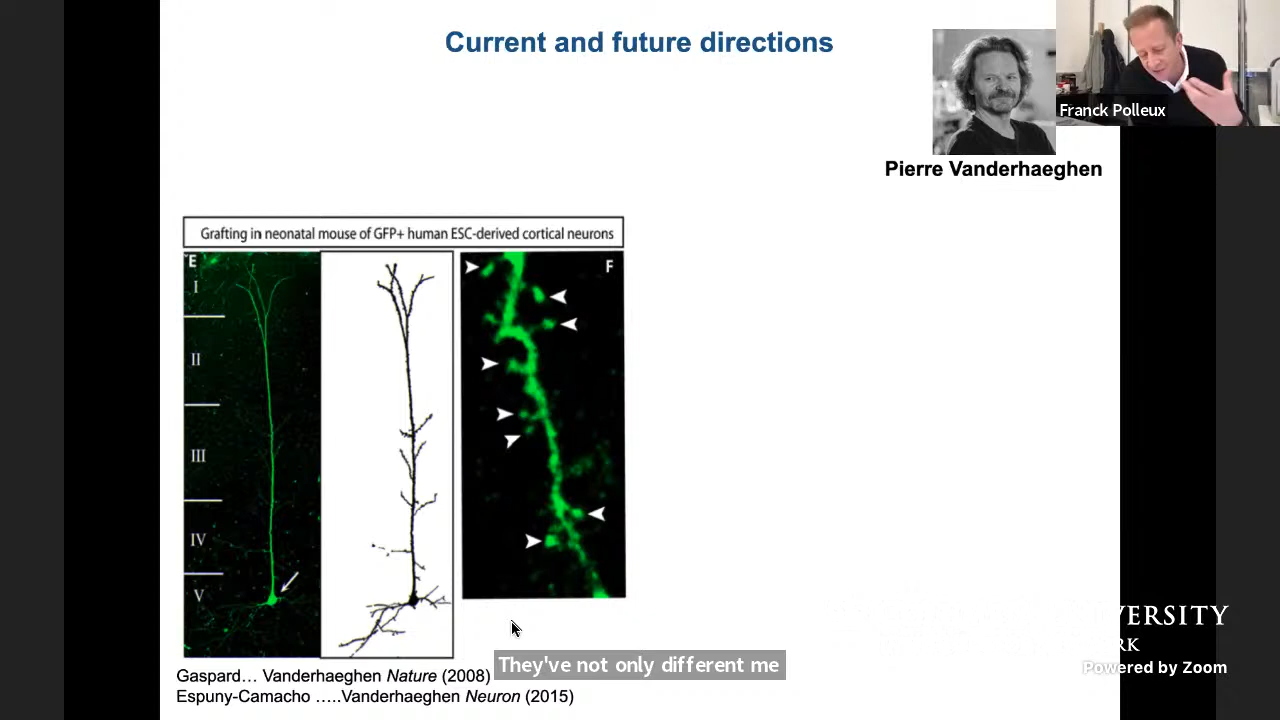 Current and future directions
Franck Polleux
Pierre Vanderhaeghen
Grafting in neonatal mouse of GFP+ human ESC-derived cortical neurons
E
F
I
II
III
IV
V
VERSITY
RK
Powered by Zoom
They've not only different me
Gaspard… Vanderhaeghen Nature (2008)
Espuny-Camacho …..Vanderhaeghen Neuron (2015)